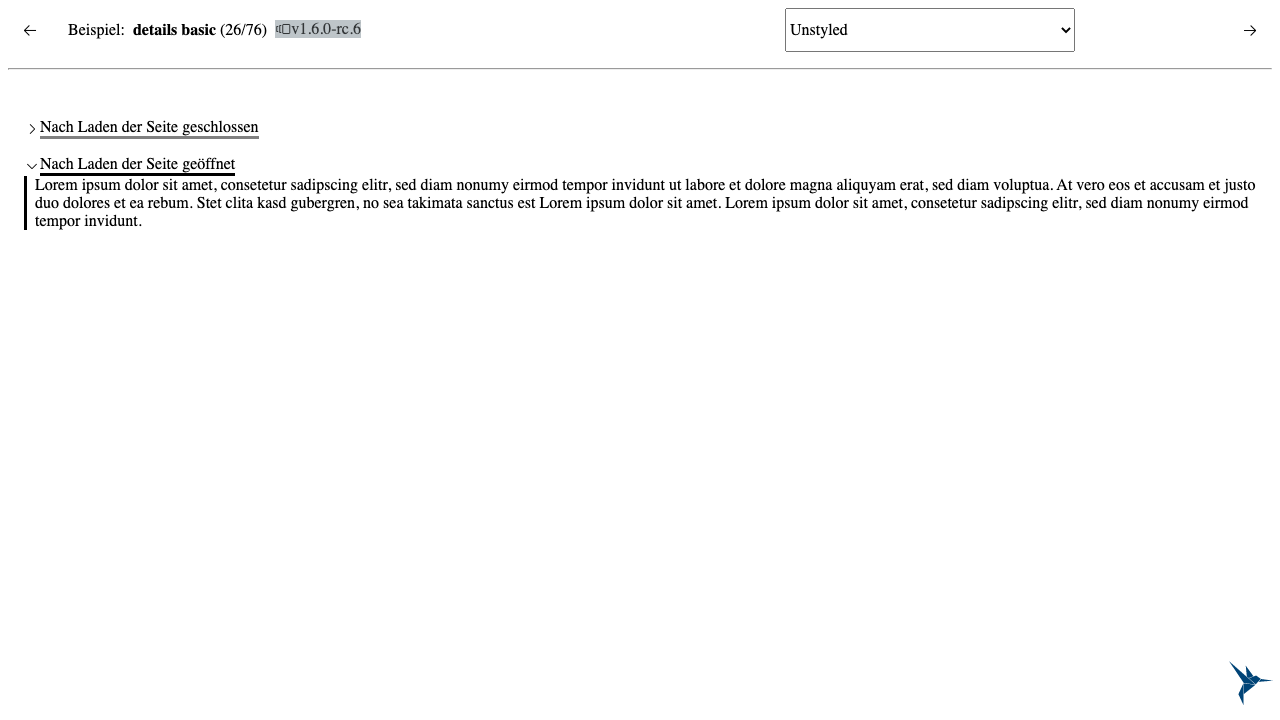 Beispiel: details basic (26/76) v1.6.0-rc.6 Unstyled
Nach Laden der Seite geschlossen
Nach Laden der Seite geöffnet
Lorem ipsum dolor sit amet, consetetur sadipscing elitr, sed diam nonumy eirmod tempor invidunt ut labore et dolore magna aliquyam erat, sed diam voluptua. At vero eos et accusam et justo
duo dolores et ea rebum. Stet clita kasd gubergren, no sea takimata sanctus est Lorem ipsum dolor sit amet. Lorem ipsum dolor sit amet, consetetur sadipscing elitr, sed diam nonumy eirmod
tempor invidunt.